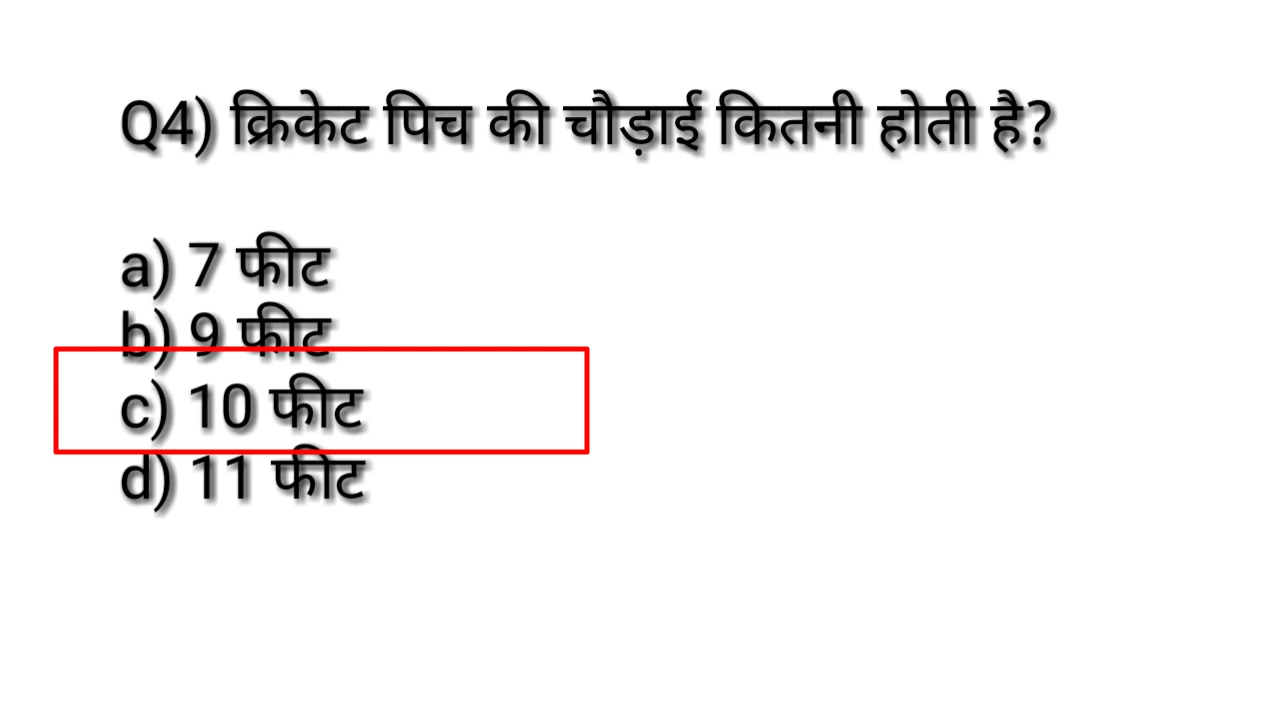 Q4) क्रिकेट पिच की चौड़ाई कितनी होती है?
a) 7 फीट
b) 9 फीट
c) 10 फीट
d) 11 फीट